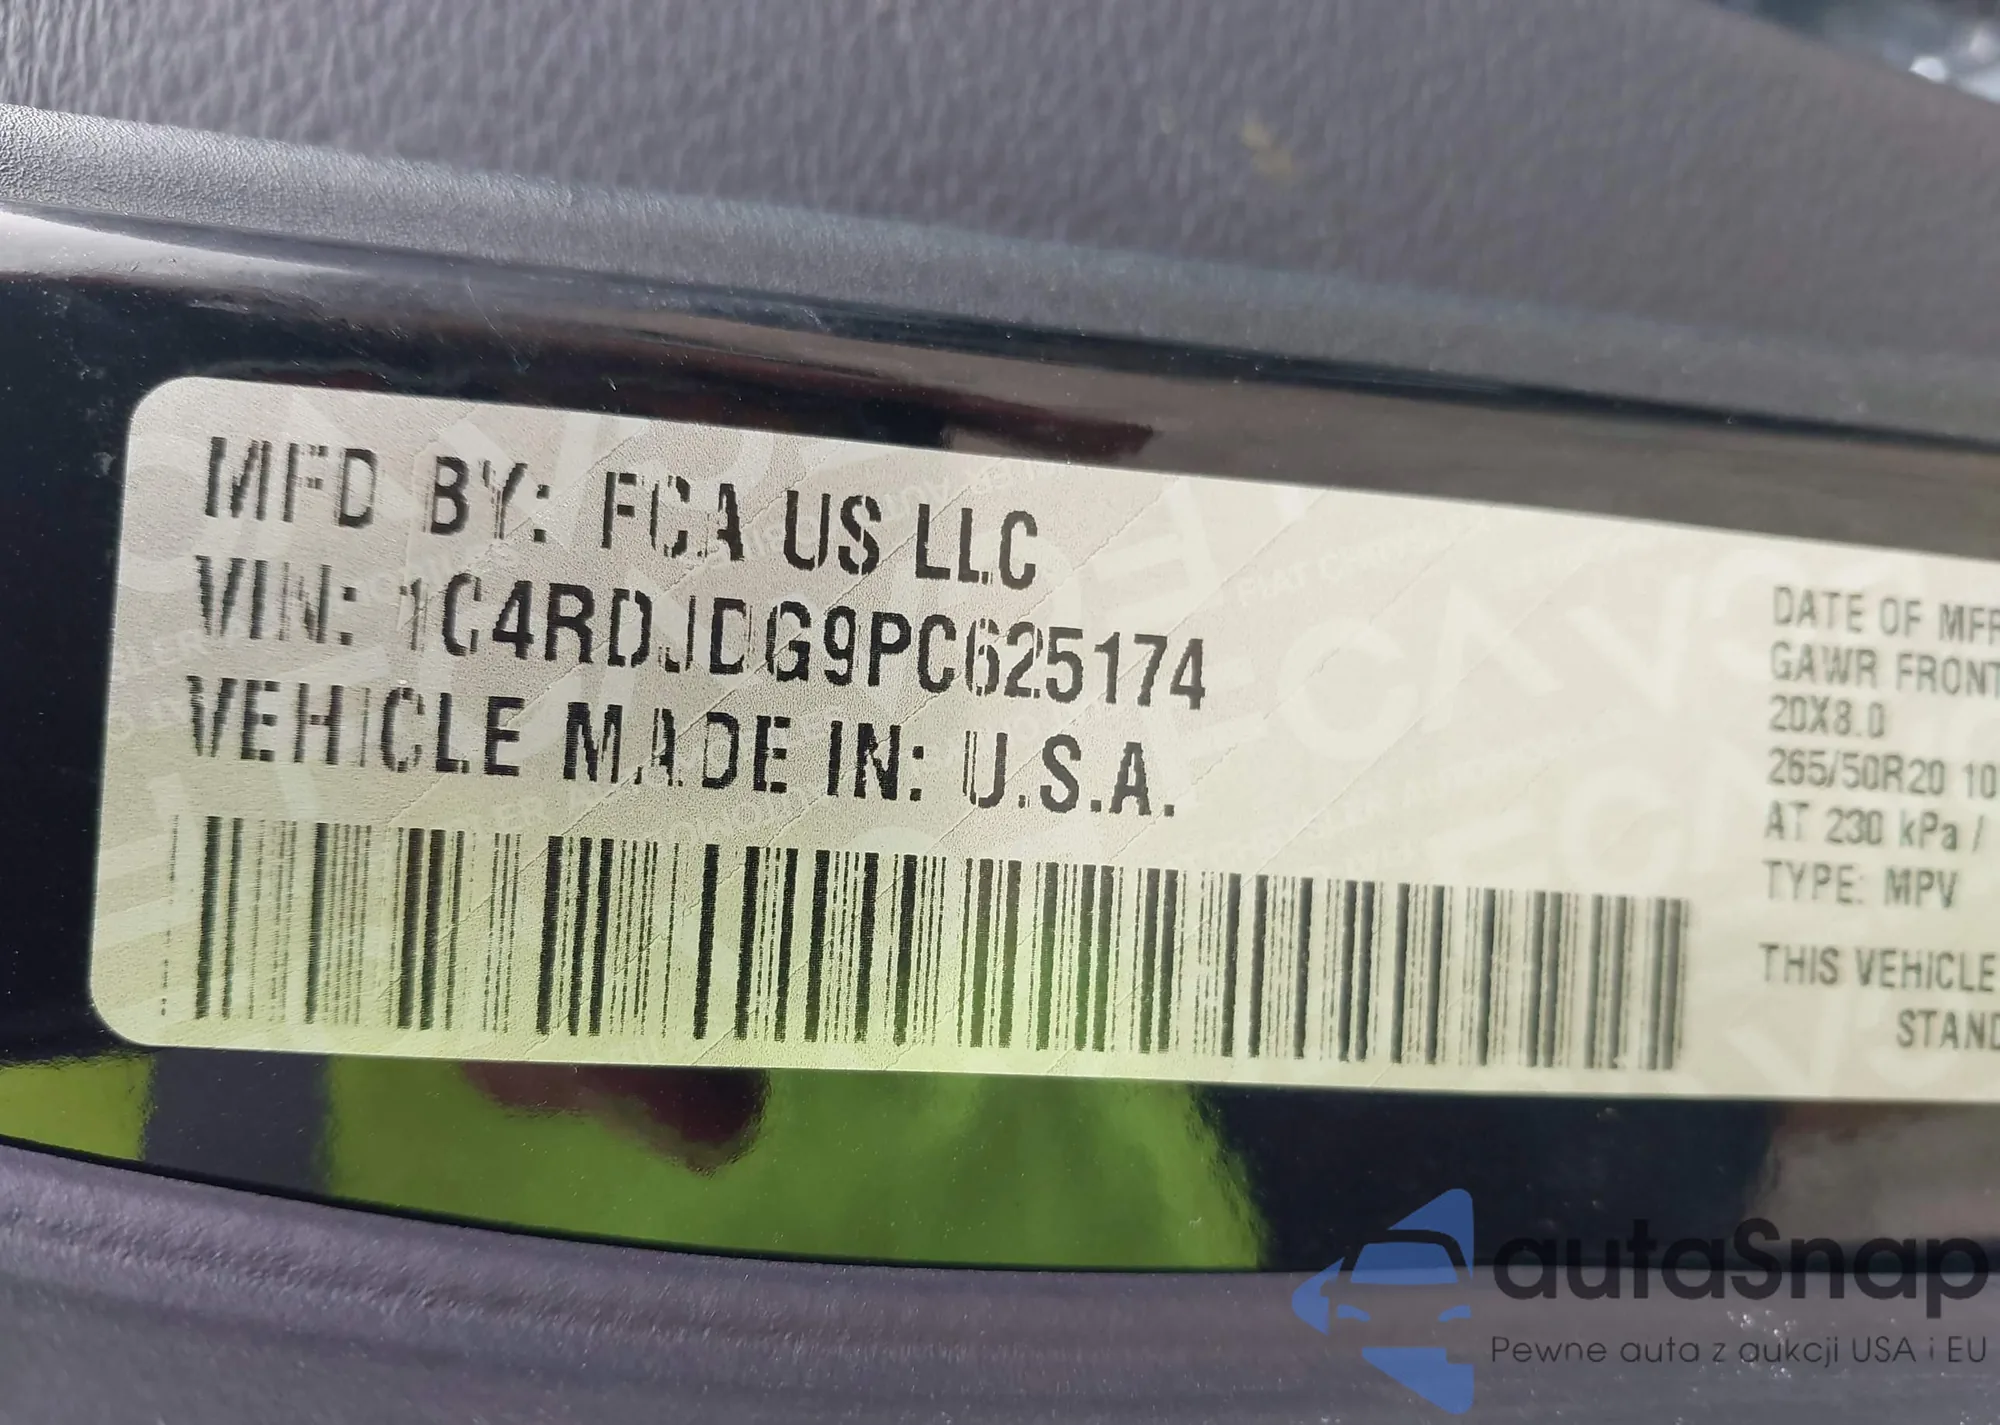 MFD BY: FCA US LLC
VIN: 1C4RDJDG9PC625174
VEHICLE MADE IN: U.S.A.
DATE OF MFR
GAWR FRONT
20X8.0
265/50R20 10
AT 230 kPa /
TYPE: MPV
THIS VEHICLE
STAND
autaSnap
Pewne auta z aukcji USA i EU